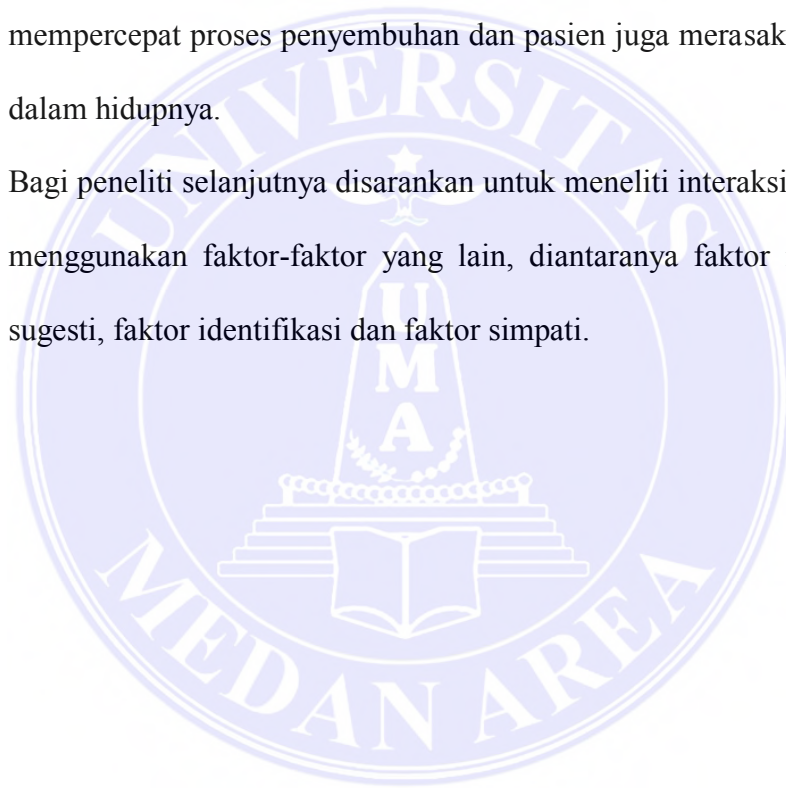 mempercepat proses penyembuhan dan pasien juga merasak
dalam hidupnya.
Bagi peneliti selanjutnya disarankan untuk meneliti interaksi
menggunakan faktor-faktor yang lain, diantaranya faktor
sugesti, faktor identifikasi dan faktor simpati.
UNIVERSITAS
UMA
MEDAN AREA